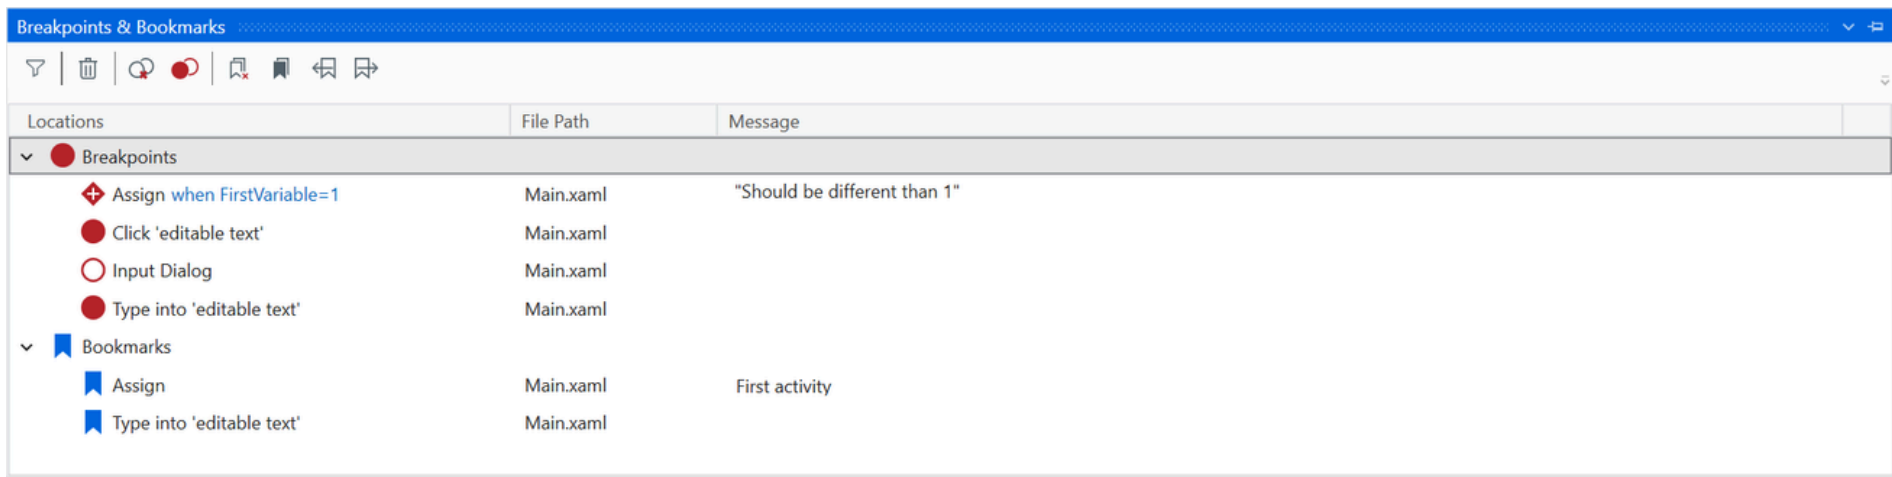 Breakpoints & Bookmarks
Locations File Path Message
Breakpoints
Assign when FirstVariable=1 Main.xaml "Should be different than 1"
Click 'editable text' Main.xaml
Input Dialog Main.xaml
Type into 'editable text' Main.xaml
Bookmarks
Assign Main.xaml First activity
Type into 'editable text' Main.xaml